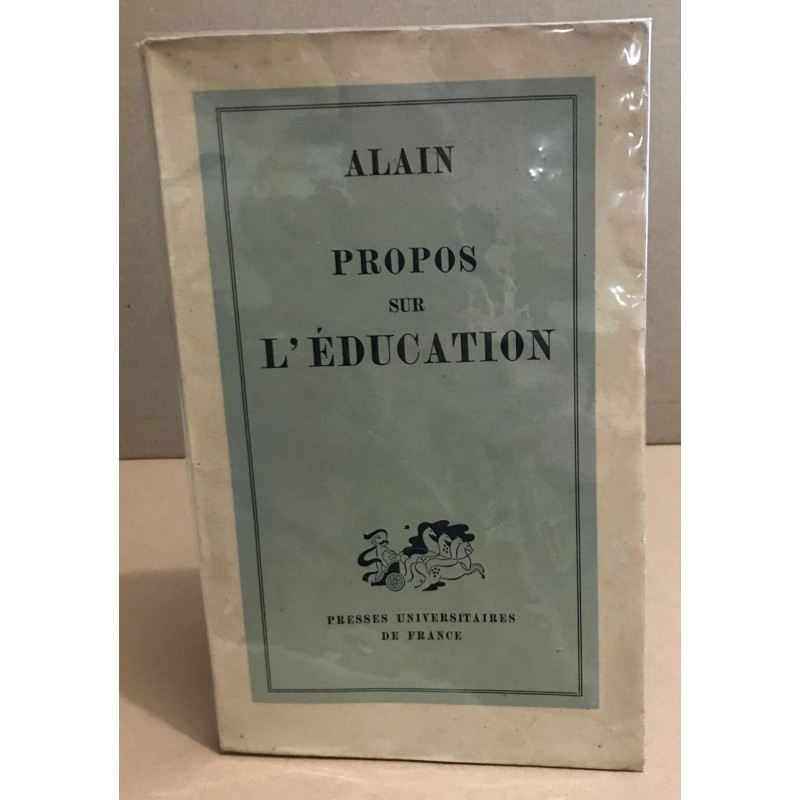 ALAIN
PROPOS
SUR
L'ÉDUCATION
PRESSES UNIVERSITAIRES
DE FRANCE